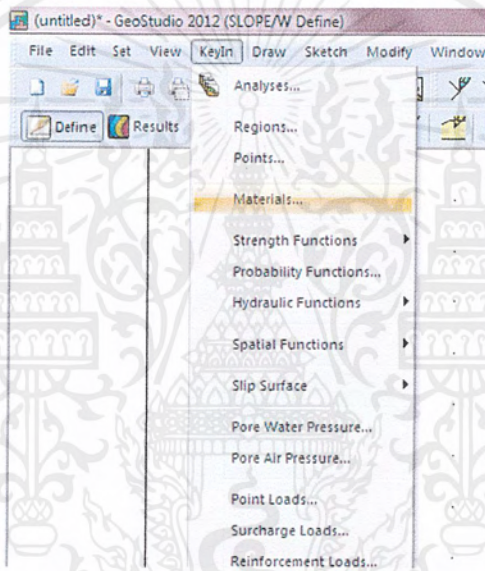 (untitled)* - GeoStudio 2012 (SLOPE/W Define)
File Edit Set View KeyIn Draw Sketch Modify Window
Analyses...
Define Results
Regions...
Points...
Materials...
Strength Functions
Probability Functions...
Hydraulic Functions
Spatial Functions
Slip Surface
Pore Water Pressure...
Pore Air Pressure...
Point Loads...
Surcharge Loads...
Reinforcement Loads...